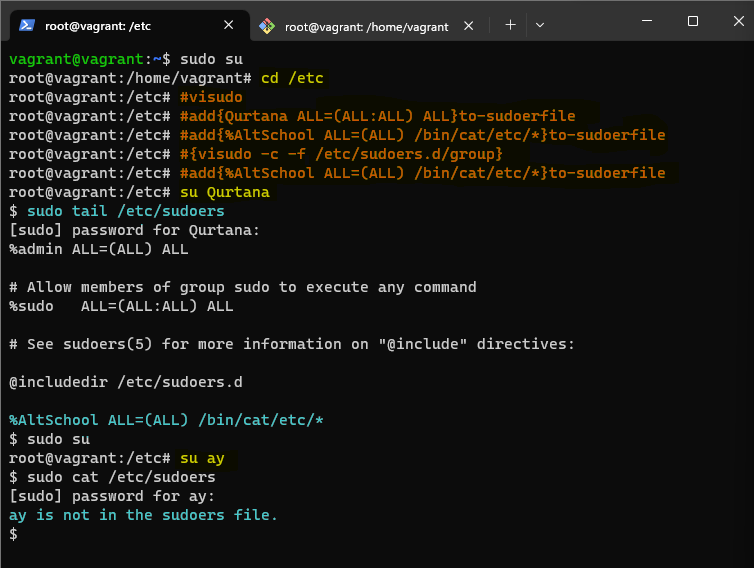 root@vagrant: /etc
root@vagrant: /home/vagrant
vagrant@vagrant:~$ sudo su
root@vagrant:/home/vagrant# cd /etc
root@vagrant:/etc# #visudo
root@vagrant:/etc# #add{Qurtana ALL=(ALL:ALL) ALL}to-sudoerfile
root@vagrant:/etc# #add{%AltSchool ALL=(ALL) /bin/cat/etc/*}to-sudoerfile
root@vagrant:/etc# #{visudo -c -f /etc/sudoers.d/group}
root@vagrant:/etc# #add{%AltSchool ALL=(ALL) /bin/cat/etc/*}to-sudoerfile
root@vagrant:/etc# su Qurtana
$ sudo tail /etc/sudoers
[sudo] password for Qurtana:
%admin ALL=(ALL) ALL
# Allow members of group sudo to execute any command
%sudo   ALL=(ALL:ALL) ALL
# See sudoers(5) for more information on "@include" directives:
@includedir /etc/sudoers.d
%AltSchool ALL=(ALL) /bin/cat/etc/*
$ sudo su
root@vagrant:/etc# su ay
$ sudo cat /etc/sudoers
[sudo] password for ay:
ay is not in the sudoers file.
$